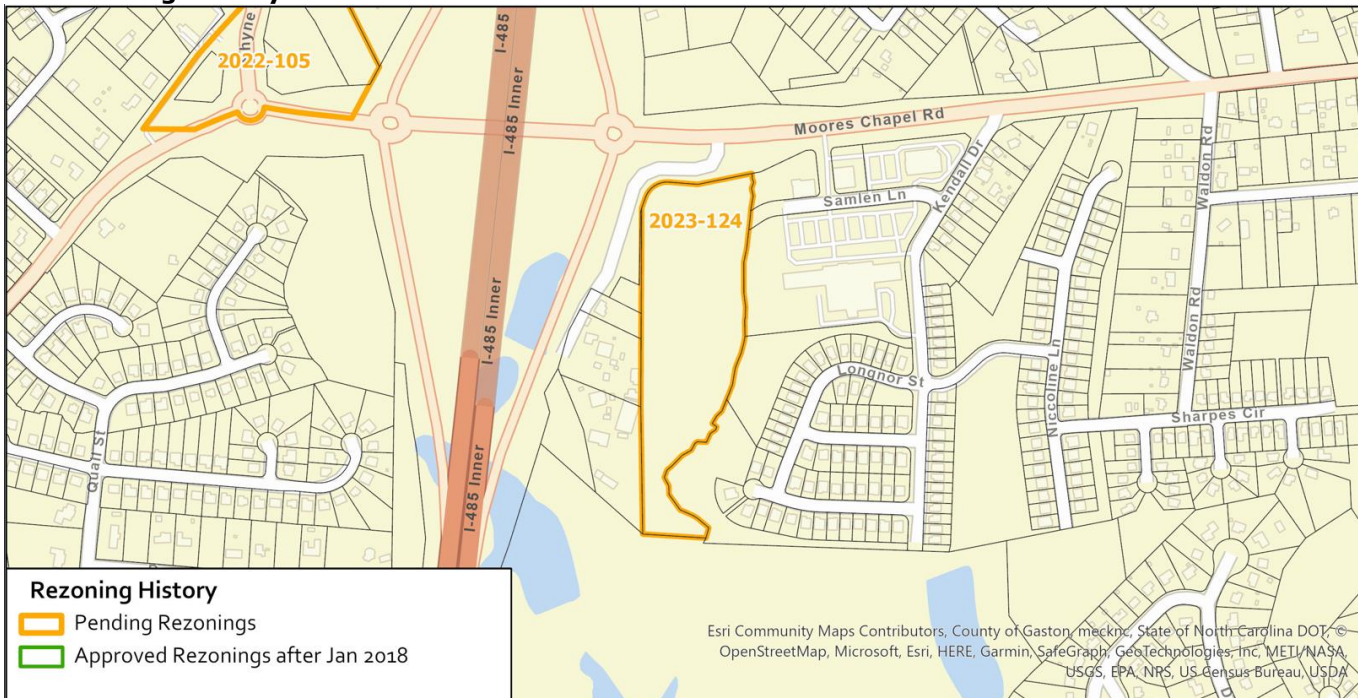 2022-105
I-485
I-485 Inner
Moores Chapel Rd
2023-124
Samlen Ln
Kendall Dr
Waldon Rd
I-485 Inner
Waldon Rd
Longnor St
Niccoline Ln
Sharpes Cir
Quail St
I-485 Inner
Rezoning History
Pending Rezonings
Approved Rezonings after Jan 2018
Esri Community Maps Contributors, County of Gaston, mecknc, State of North Carolina DOT, ©
OpenStreetMap, Microsoft, Esri, HERE, Garmin, SafeGraph, GeoTechnologies, Inc, METI/NASA,
USGS, EPA, NPS, US Census Bureau, USDA